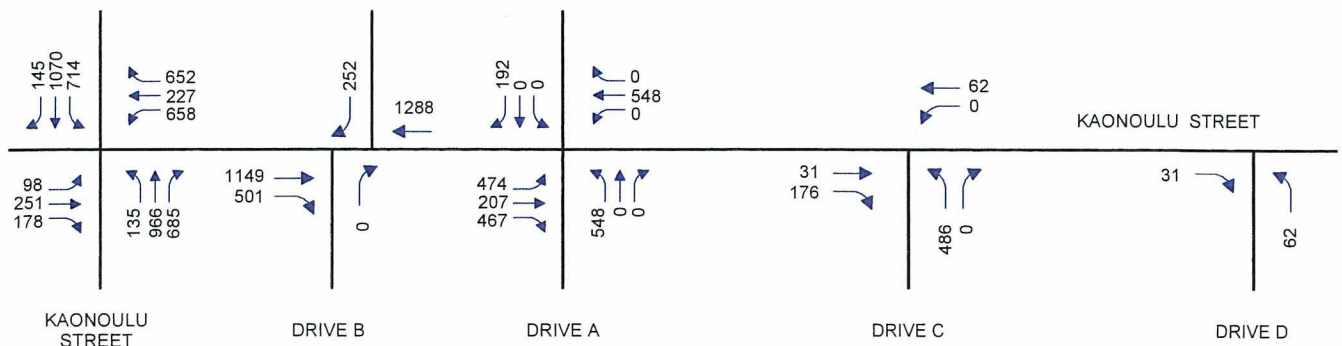 145 1070 714
652
227
658
98
251
178
135 966 685
252
1288
1149
501
0
192 0 0
0
548
0
474
207
467
548 0 0
62
0
31
176
486 0
KAONOULU STREET
31
62
KAONOULU
STREET
DRIVE B
DRIVE A
DRIVE C
DRIVE D